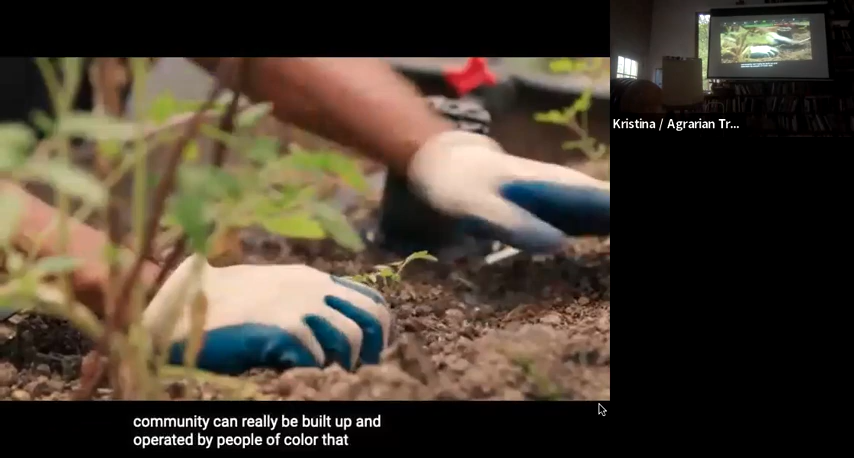 Kristina / Agrarian Tr...
community can really be built up and
operated by people of color that